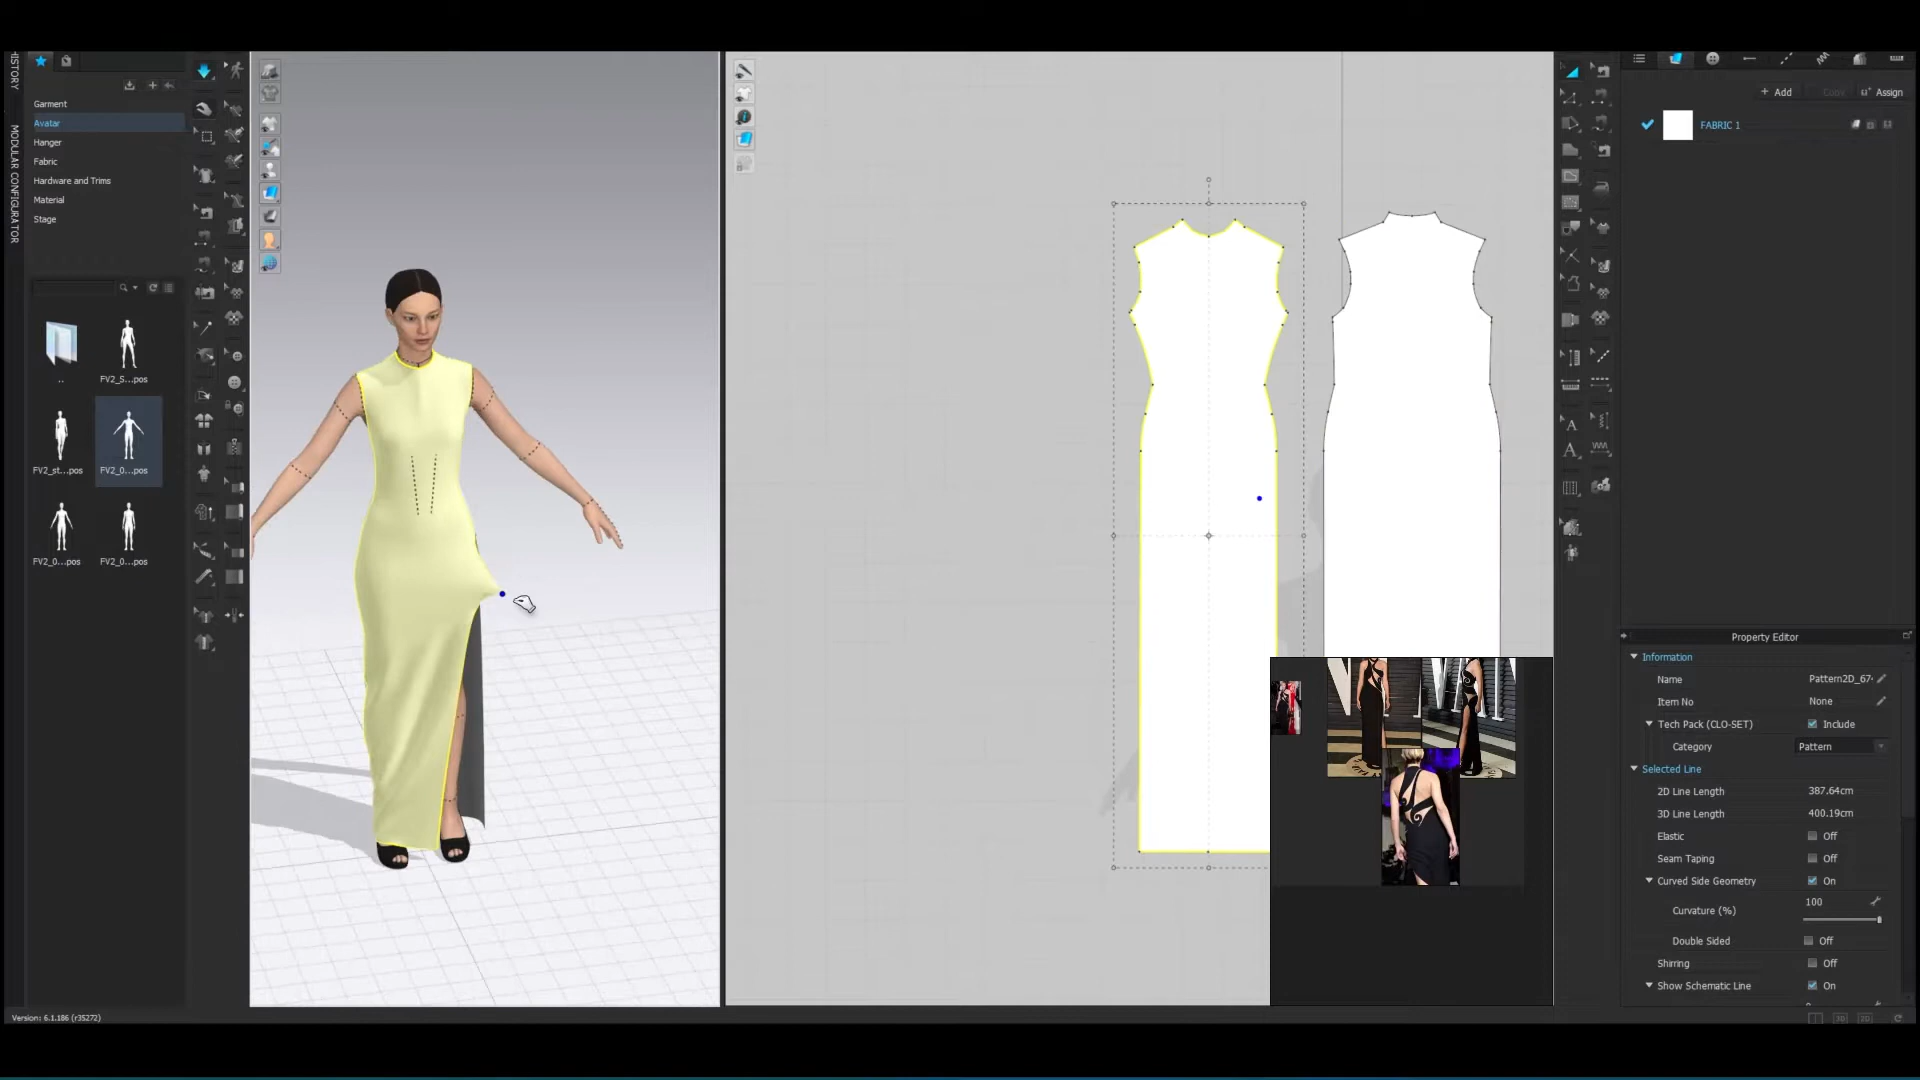 HISTORY
MODULAR CONFIGURATOR
Garment
Avatar
Hanger
Fabric
Hardware and Trims
Material
Stage
..
FV2_S...pos
FV2_st...pos
FV2_0...pos
FV2_0...pos
FV2_0...pos
+ Add
Copy
Assign
FABRIC 1
Property Editor
Information
Name
Pattern2D_67
Item No
None
Tech Pack (CLO-SET)
Include
Category
Pattern
Selected Line
2D Line Length
387.64cm
3D Line Length
400.19cm
Elastic
Off
Seam Taping
Off
Curved Side Geometry
On
Curvature (%)
100
Double Sided
Off
Shirring
Off
Show Schematic Line
On
Version: 6.1.186 (r35272)
3D
2D